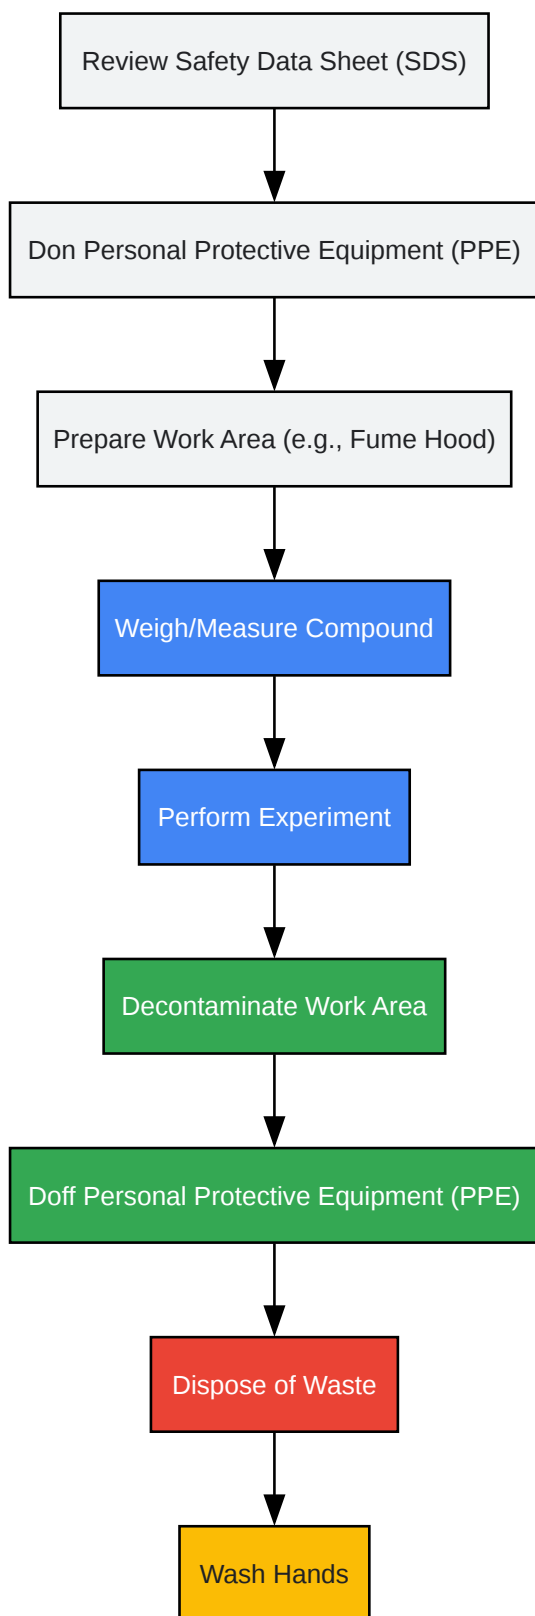 Review Safety Data Sheet (SDS)
Don Personal Protective Equipment (PPE)
Prepare Work Area (e.g., Fume Hood)
Weigh/Measure Compound
Perform Experiment
Decontaminate Work Area
Doff Personal Protective Equipment (PPE)
Dispose of Waste
Wash Hands